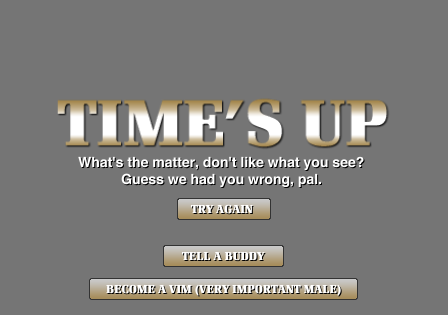 TIME'S UP
What's the matter, don't like what you see?
Guess we had you wrong, pal.
TRY AGAIN
TELL A BUDDY
BECOME A VIM (VERY IMPORTANT MALE)